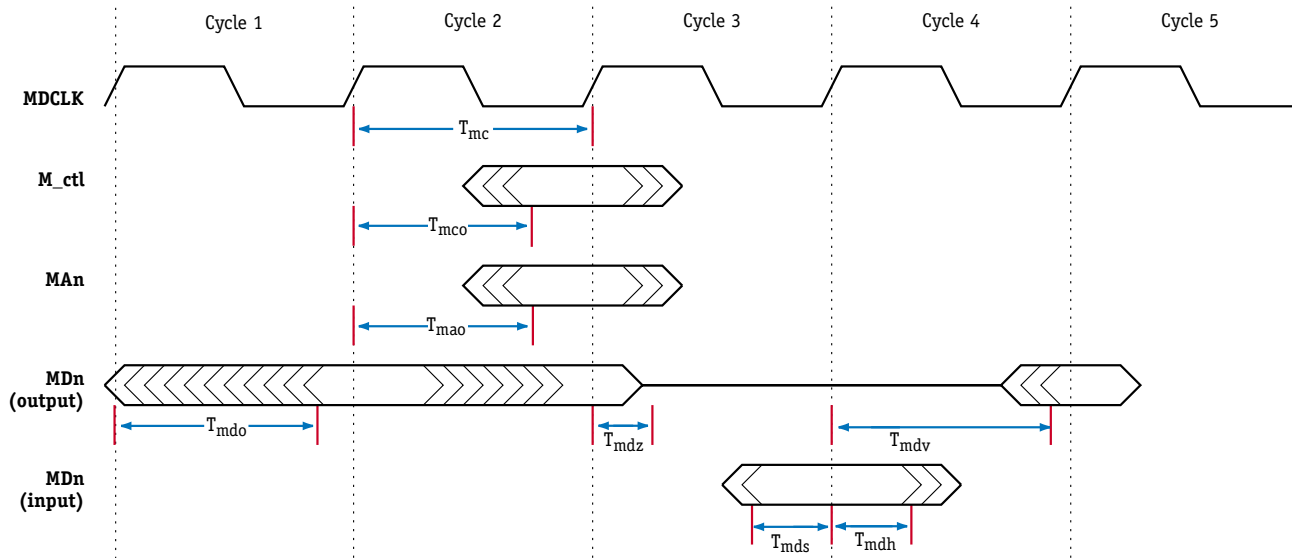 Cycle 1 Cycle 2 Cycle 3 Cycle 4 Cycle 5
MDCLK
Tmc
M_ctl
Tmco
MAn
Tmao
MDn
(output)
Tmdo Tmdz Tmdv
MDn
(input)
Tmds Tmdh